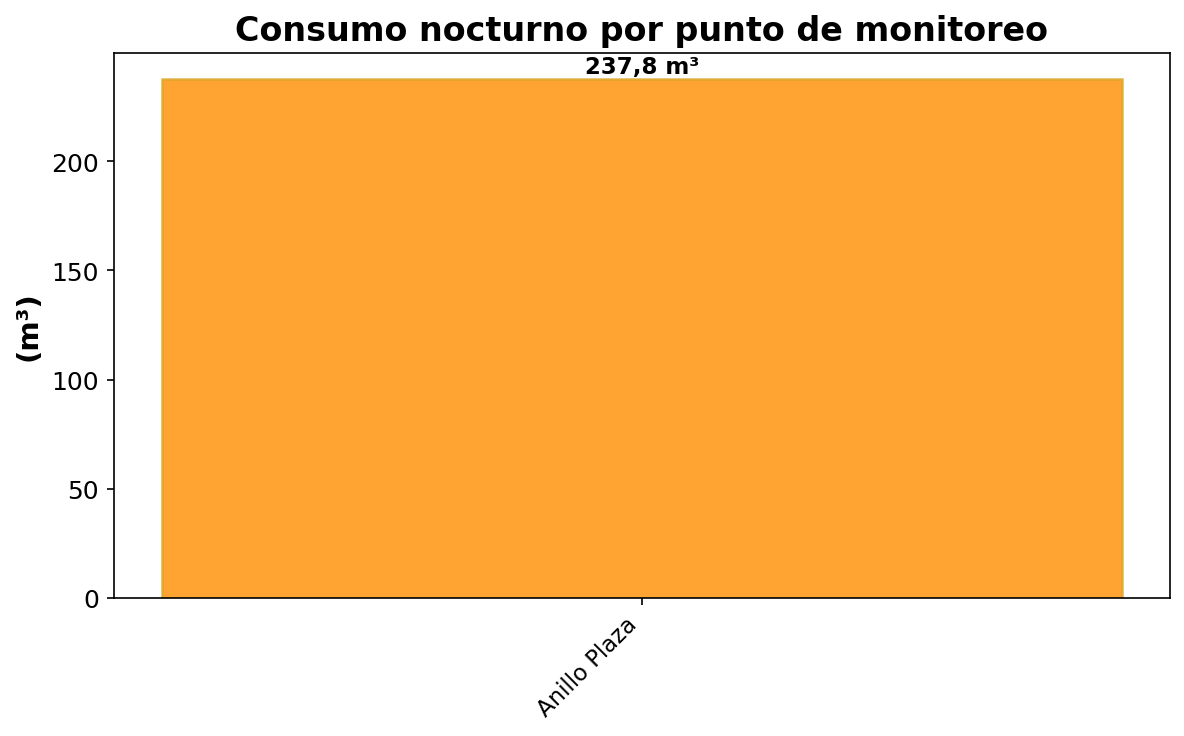 Consumo nocturno por punto de monitoreo
237,8 m³
200
150
100
50
0
(m³)
Anillo Plaza